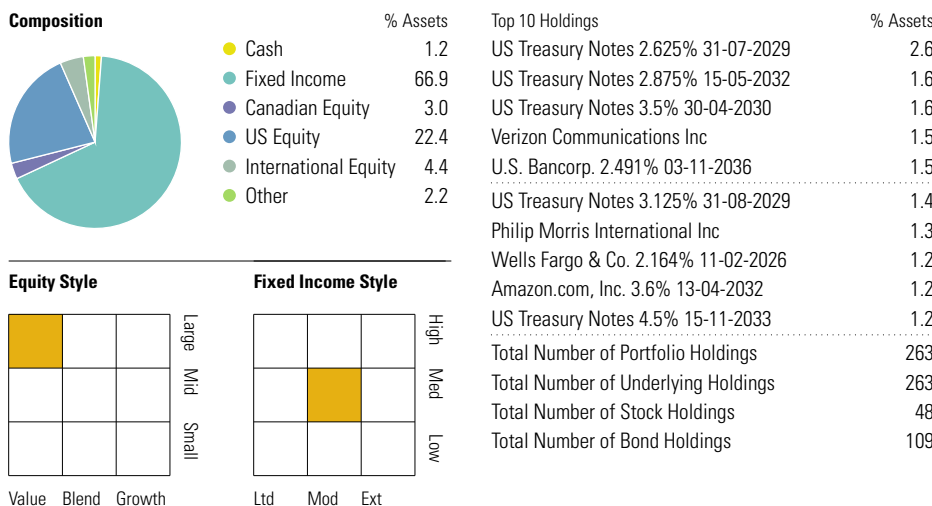 Composition % Assets
Cash 1.2
Fixed Income 66.9
Canadian Equity 3.0
US Equity 22.4
International Equity 4.4
Other 2.2
Equity Style
Large
Mid
Small
Value Blend Growth
Fixed Income Style
High
Med
Low
Ltd Mod Ext
Top 10 Holdings % Assets
US Treasury Notes 2.625% 31-07-2029 2.6
US Treasury Notes 2.875% 15-05-2032 1.6
US Treasury Notes 3.5% 30-04-2030 1.6
Verizon Communications Inc 1.5
U.S. Bancorp. 2.491% 03-11-2036 1.5
US Treasury Notes 3.125% 31-08-2029 1.4
Philip Morris International Inc 1.3
Wells Fargo & Co. 2.164% 11-02-2026 1.2
Amazon.com, Inc. 3.6% 13-04-2032 1.2
US Treasury Notes 4.5% 15-11-2033 1.2
Total Number of Portfolio Holdings 263
Total Number of Underlying Holdings 263
Total Number of Stock Holdings 48
Total Number of Bond Holdings 109